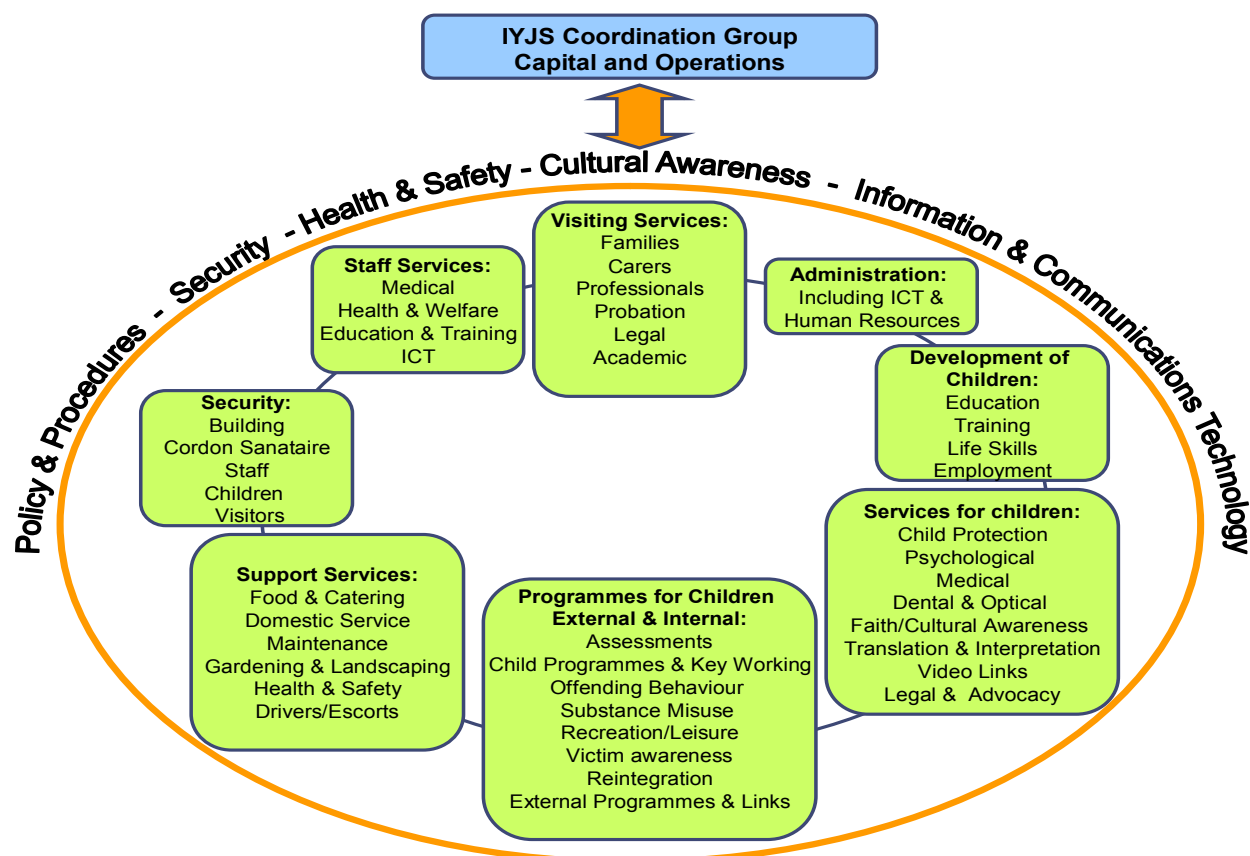 IYJS Coordination Group
Capital and Operations
Policy & Procedures - Security - Health & Safety - Cultural Awareness - Information & Communications Technology
Visiting Services:
Families
Carers
Professionals
Probation
Legal
Academic
Staff Services:
Medical
Health & Welfare
Education & Training
ICT
Administration:
Including ICT &
Human Resources
Development of
Children:
Education
Training
Life Skills
Employment
Security:
Building
Cordon Sanataire
Staff
Children
Visitors
Services for children:
Child Protection
Psychological
Medical
Dental & Optical
Faith/Cultural Awareness
Translation & Interpretation
Video Links
Legal & Advocacy
Support Services:
Food & Catering
Domestic Service
Maintenance
Gardening & Landscaping
Health & Safety
Drivers/Escorts
Programmes for Children
External & Internal:
Assessments
Child Programmes & Key Working
Offending Behaviour
Substance Misuse
Recreation/Leisure
Victim awareness
Reintegration
External Programmes & Links